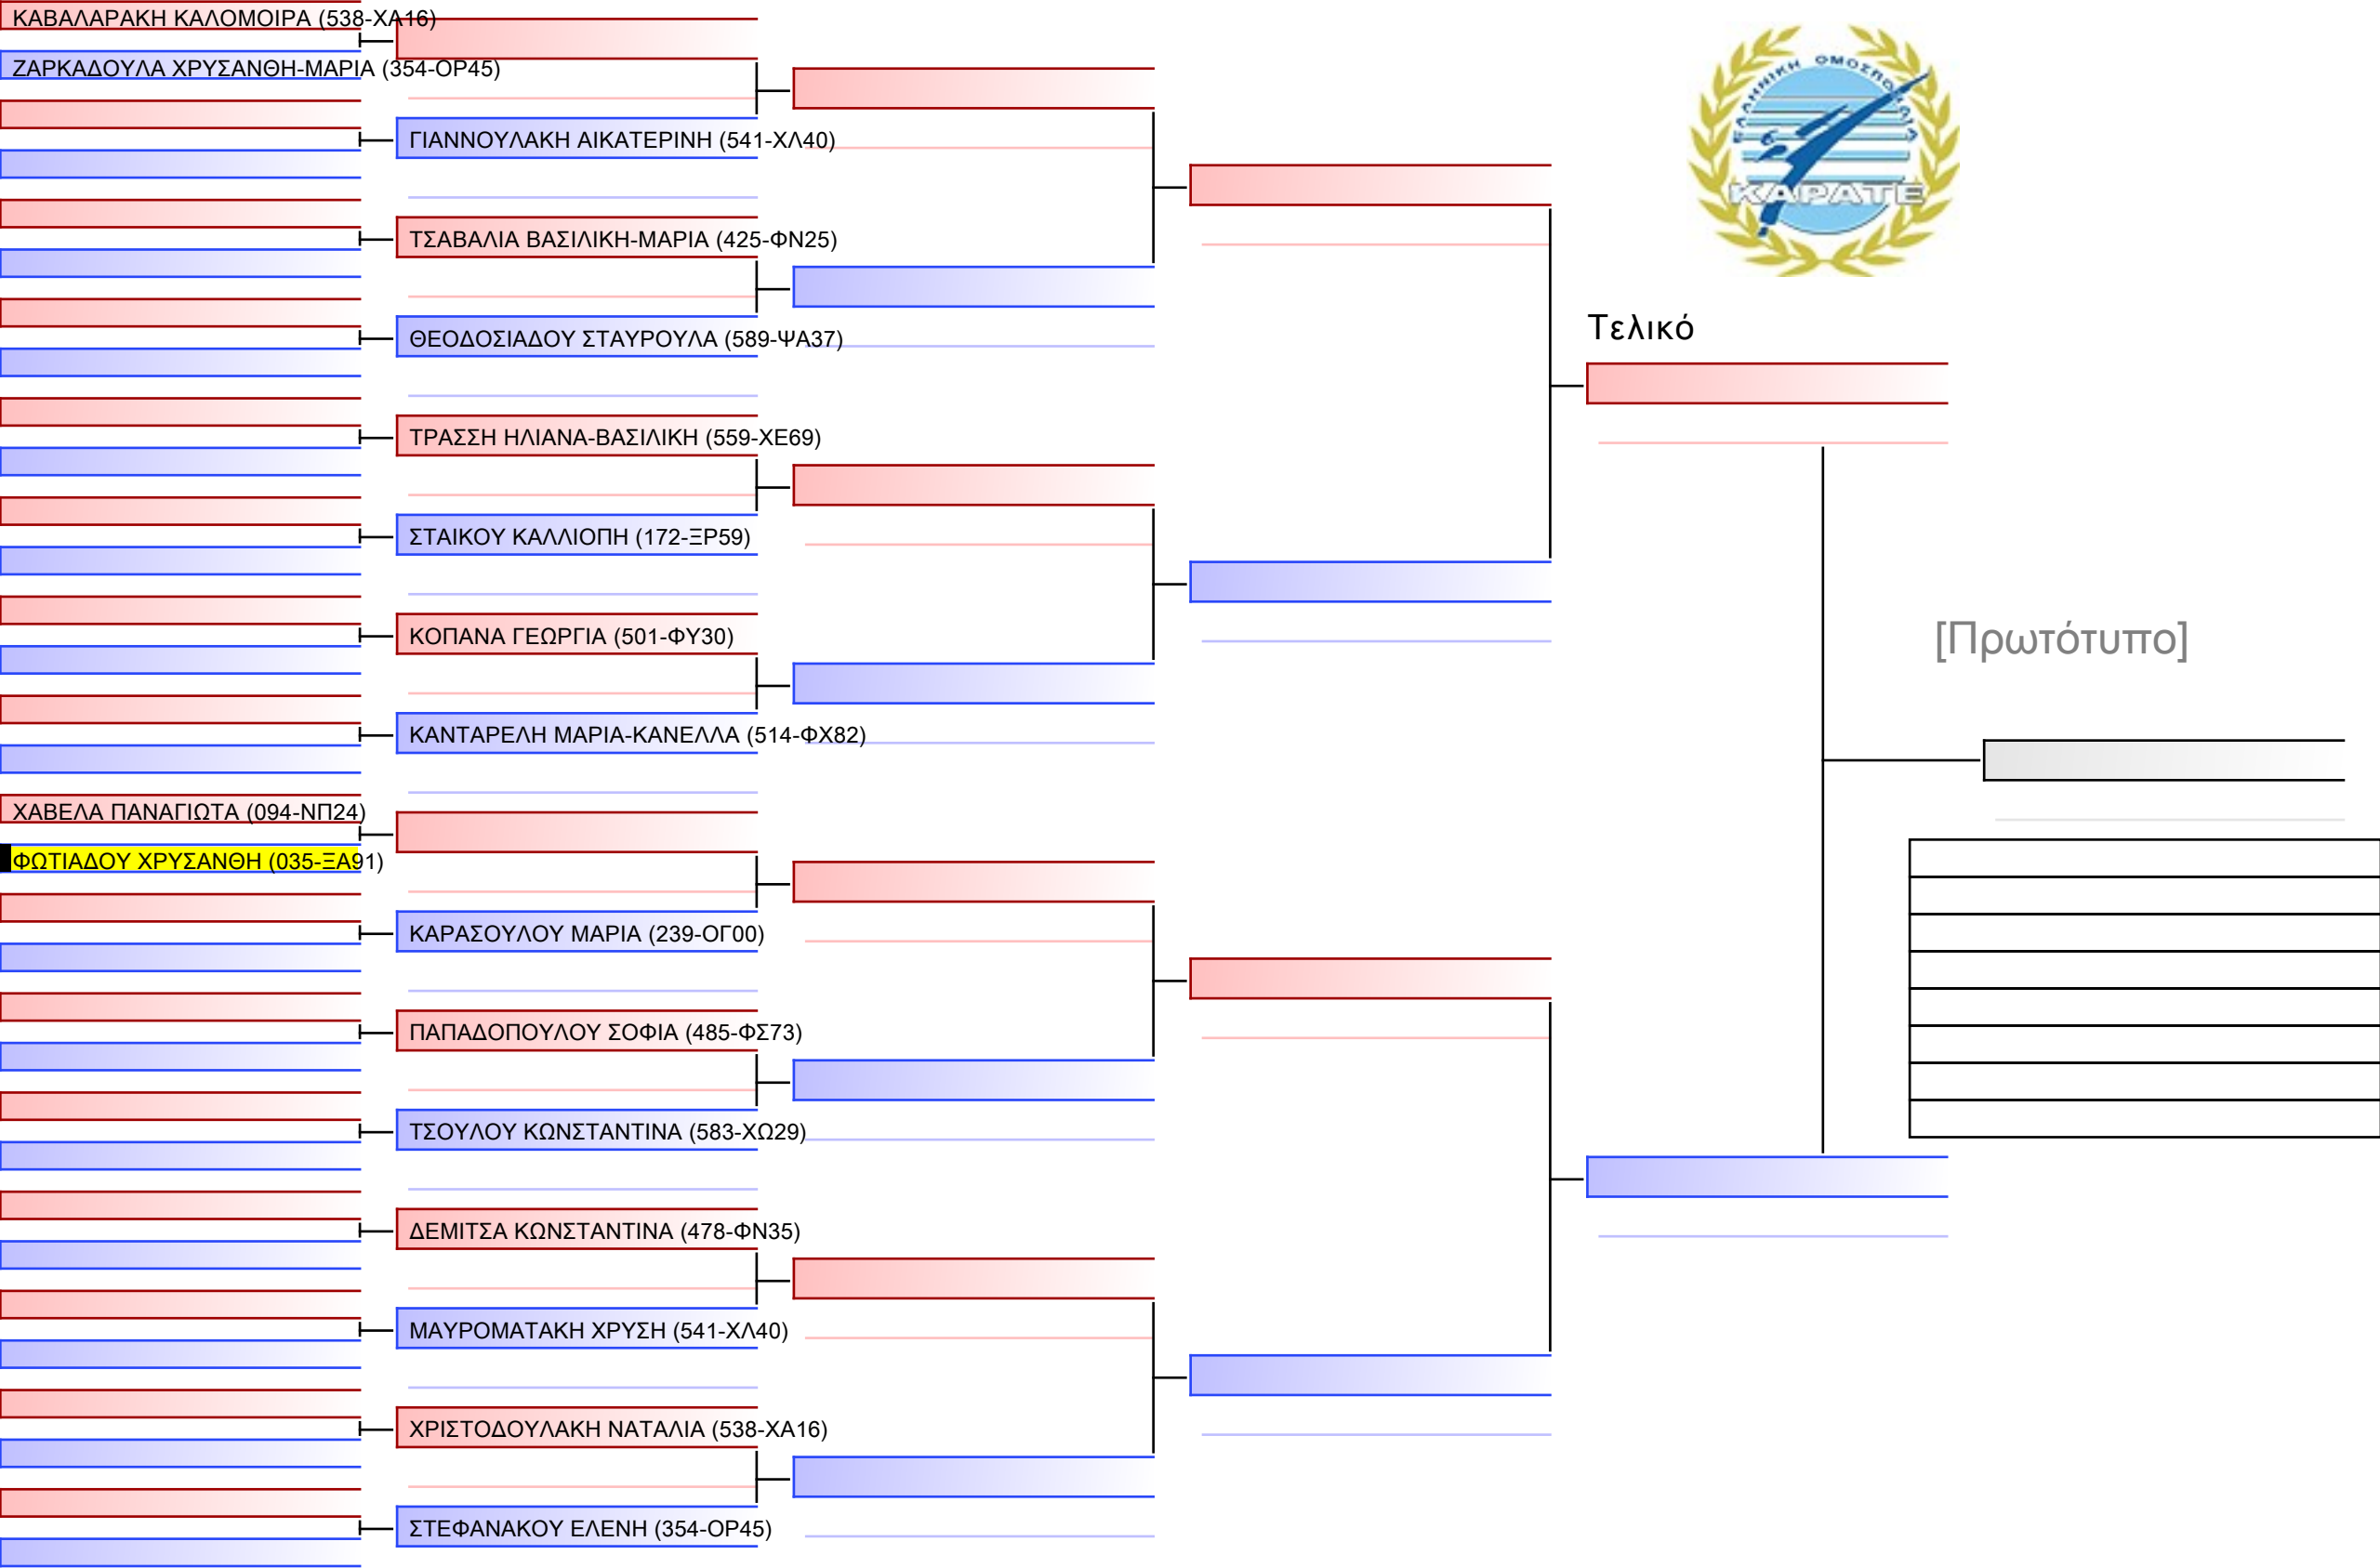 ΚΑΒΑΛΑΡΑΚΗ ΚΑΛΟΜΟΙΡΑ (538-ΧΑ16)
ΖΑΡΚΑΔΟΥΛΑ ΧΡΥΣΑΝΘΗ-ΜΑΡΙΑ (354-ΟΡ45)
ΓΙΑΝΝΟΥΛΑΚΗ ΑΙΚΑΤΕΡΙΝΗ (541-ΧΛ40)
ΤΣΑΒΑΛΙΑ ΒΑΣΙΛΙΚΗ-ΜΑΡΙΑ (425-ΦΝ25)
ΘΕΟΔΟΣΙΑΔΟΥ ΣΤΑΥΡΟΥΛΑ (589-ΨΑ37)
ΤΡΑΣΣΗ ΗΛΙΑΝΑ-ΒΑΣΙΛΙΚΗ (559-ΧΕ69)
ΣΤΑΙΚΟΥ ΚΑΛΛΙΟΠΗ (172-ΞΡ59)
ΚΟΠΑΝΑ ΓΕΩΡΓΙΑ (501-ΦΥ30)
ΚΑΝΤΑΡΕΛΗ ΜΑΡΙΑ-ΚΑΝΕΛΛΑ (514-ΦΧ82)
ΧΑΒΕΛΑ ΠΑΝΑΓΙΩΤΑ (094-ΝΠ24)
ΦΩΤΙΑΔΟΥ ΧΡΥΣΑΝΘΗ (035-ΞΑ91)
ΚΑΡΑΣΟΥΛΟΥ ΜΑΡΙΑ (239-ΟΓ00)
ΠΑΠΑΔΟΠΟΥΛΟΥ ΣΟΦΙΑ (485-ΦΣ73)
ΤΣΟΥΛΟΥ ΚΩΝΣΤΑΝΤΙΝΑ (583-ΧΩ29)
ΔΕΜΙΤΣΑ ΚΩΝΣΤΑΝΤΙΝΑ (478-ΦΝ35)
ΜΑΥΡΟΜΑΤΑΚΗ ΧΡΥΣΗ (541-ΧΛ40)
ΧΡΙΣΤΟΔΟΥΛΑΚΗ ΝΑΤΑΛΙΑ (538-ΧΑ16)
ΣΤΕΦΑΝΑΚΟΥ ΕΛΕΝΗ (354-ΟΡ45)
ΕΛΛΗΝΙΚΗ ΟΜΟΣΠΟΝΔΙΑ
ΚΑΡΑΤΕ
Τελικό
[Πρωτότυπο]